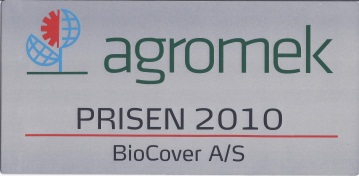 agromek
PRISEN 2010
BioCover A/S